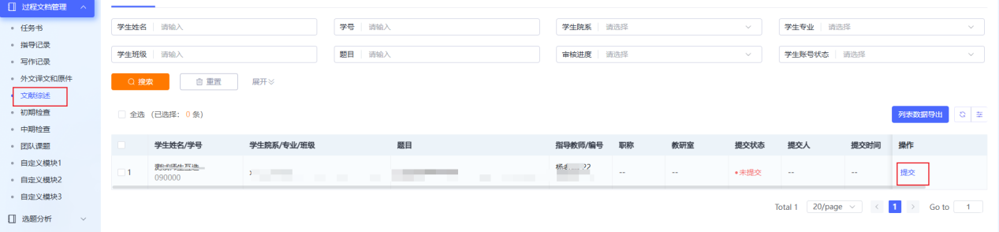 过程文档管理
任务书
指导记录
写作记录
外文译文和原件
文献综述
初期检查
中期检查
团队课题
自定义模块1
自定义模块2
自定义模块3
选题分析
学生姓名 请输入 学号 请输入 学生院系 请选择 学生专业 请选择
学生班级 请输入 题目 请输入 审核进度 请选择 学生账号状态 请选择
搜索 重置 展开
全选 (已选择: 0 条) 列表数据导出
学生姓名/学号 学生院系/专业/班级 题目 指导教师/编号 职称 教研室 提交状态 提交人 提交时间 操作
1 测试师生互选 -- -- 未提交 -- -- 提交
090000
Total 1 20/page < 1 > Go to 1